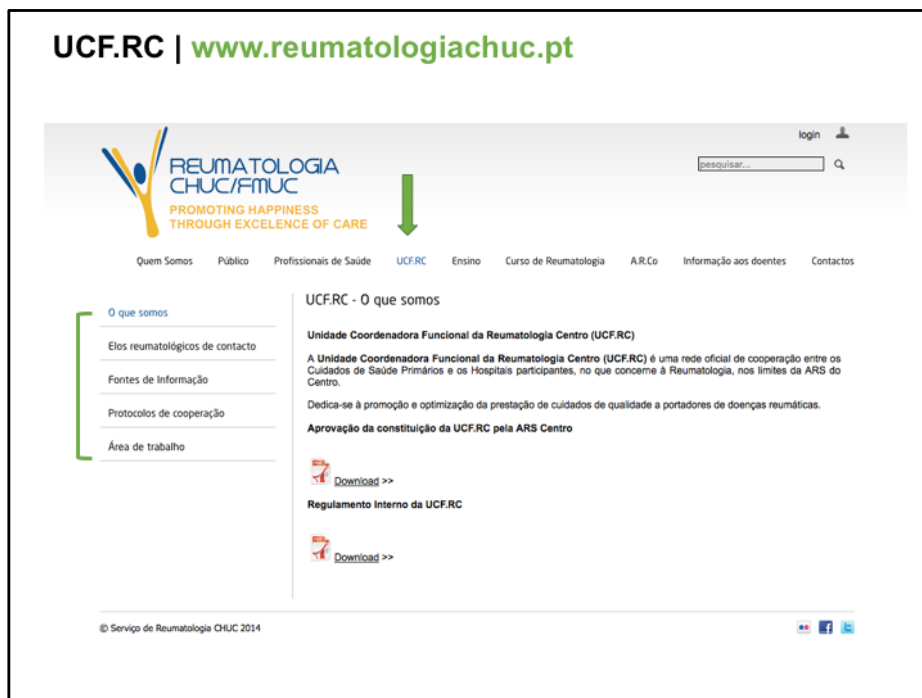 UCF.RC | www.reumatologiachuc.pt
login
REUMATOLOGIA
CHUC/FMUC
PROMOTING HAPPINESS
THROUGH EXCELLENCE OF CARE
pesquisar...
Quem Somos Público Profissionais de Saúde UCF.RC Ensino Curso de Reumatologia A.R.Co Informação aos doentes Contactos
O que somos
Elos reumatológicos de contacto
Fontes de Informação
Protocolos de cooperação
Área de trabalho
UCF.RC - O que somos
Unidade Coordenadora Funcional da Reumatologia Centro (UCF.RC)
A Unidade Coordenadora Funcional da Reumatologia Centro (UCF.RC) é uma rede oficial de cooperação entre os
Cuidados de Saúde Primários e os Hospitais participantes, no que concerne à Reumatologia, nos limites da ARS do
Centro.
Dedica-se à promoção e optimização da prestação de cuidados de qualidade a portadores de doenças reumáticas.
Aprovação da constituição da UCF.RC pela ARS Centro
Download >>
Regulamento Interno da UCF.RC
Download >>
© Serviço de Reumatologia CHUC 2014